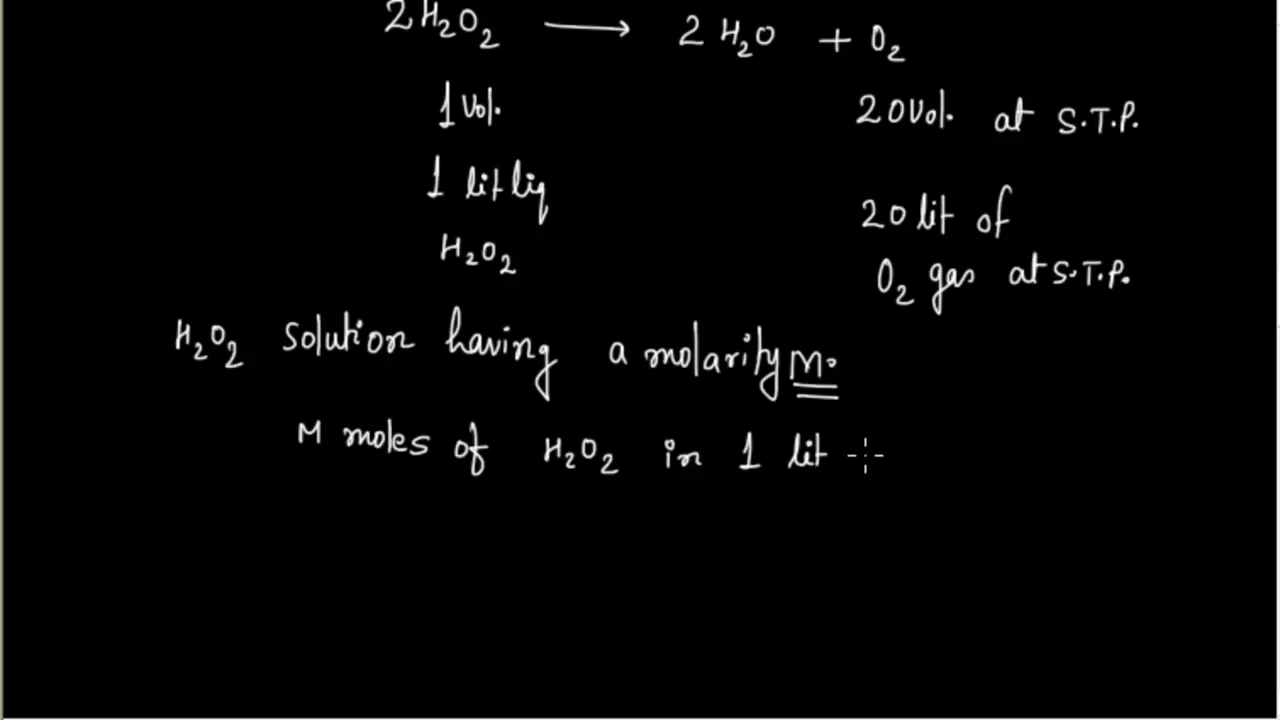 2H₂O₂ ⟶ 2H₂O + O₂
1 Vol. 20 Vol. at S.T.P.
1 lit liq 20 lit of
H₂O₂ O₂ gas at S.T.P.
H₂O₂ Solution having a molarity M.
M moles of H₂O₂ in 1 lit